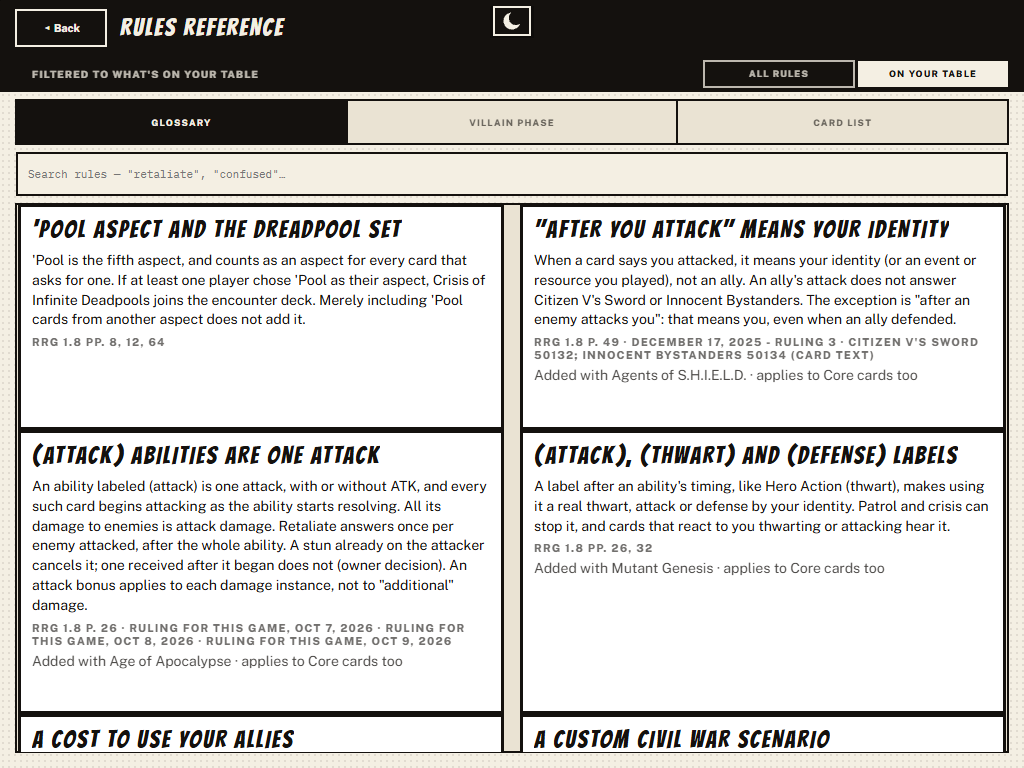 ◂ Back
RULES REFERENCE
FILTERED TO WHAT'S ON YOUR TABLE
ALL RULES
ON YOUR TABLE
GLOSSARY
VILLAIN PHASE
CARD LIST
Search rules — "retaliate", "confused"…
'POOL ASPECT AND THE DREADPOOL SET
'Pool is the fifth aspect, and counts as an aspect for every card that
asks for one. If at least one player chose 'Pool as their aspect, Crisis of
Infinite Deadpools joins the encounter deck. Merely including 'Pool
cards from another aspect does not add it.
RRG 1.8 PP. 8, 12, 64
"AFTER YOU ATTACK" MEANS YOUR IDENTITY
When a card says you attacked, it means your identity (or an event or
resource you played), not an ally. An ally's attack does not answer
Citizen V's Sword or Innocent Bystanders. The exception is "after an
enemy attacks you": that means you, even when an ally defended.
RRG 1.8 P. 49 · DECEMBER 17, 2025 - RULING 3 · CITIZEN V'S SWORD
50132; INNOCENT BYSTANDERS 50134 (CARD TEXT)
Added with Agents of S.H.I.E.L.D. · applies to Core cards too
(ATTACK) ABILITIES ARE ONE ATTACK
An ability labeled (attack) is one attack, with or without ATK, and every
such card begins attacking as the ability starts resolving. All its
damage to enemies is attack damage. Retaliate answers once per
enemy attacked, after the whole ability. A stun already on the attacker
cancels it; one received after it began does not (owner decision). An
attack bonus applies to each damage instance, not to "additional"
damage.
RRG 1.8 P. 26 · RULING FOR THIS GAME, OCT 7, 2026 · RULING FOR
THIS GAME, OCT 8, 2026 · RULING FOR THIS GAME, OCT 9, 2026
Added with Age of Apocalypse · applies to Core cards too
(ATTACK), (THWART) AND (DEFENSE) LABELS
A label after an ability's timing, like Hero Action (thwart), makes using
it a real thwart, attack or defense by your identity. Patrol and crisis can
stop it, and cards that react to you thwarting or attacking hear it.
RRG 1.8 PP. 26, 32
Added with Mutant Genesis · applies to Core cards too
A COST TO USE YOUR ALLIES
A CUSTOM CIVIL WAR SCENARIO